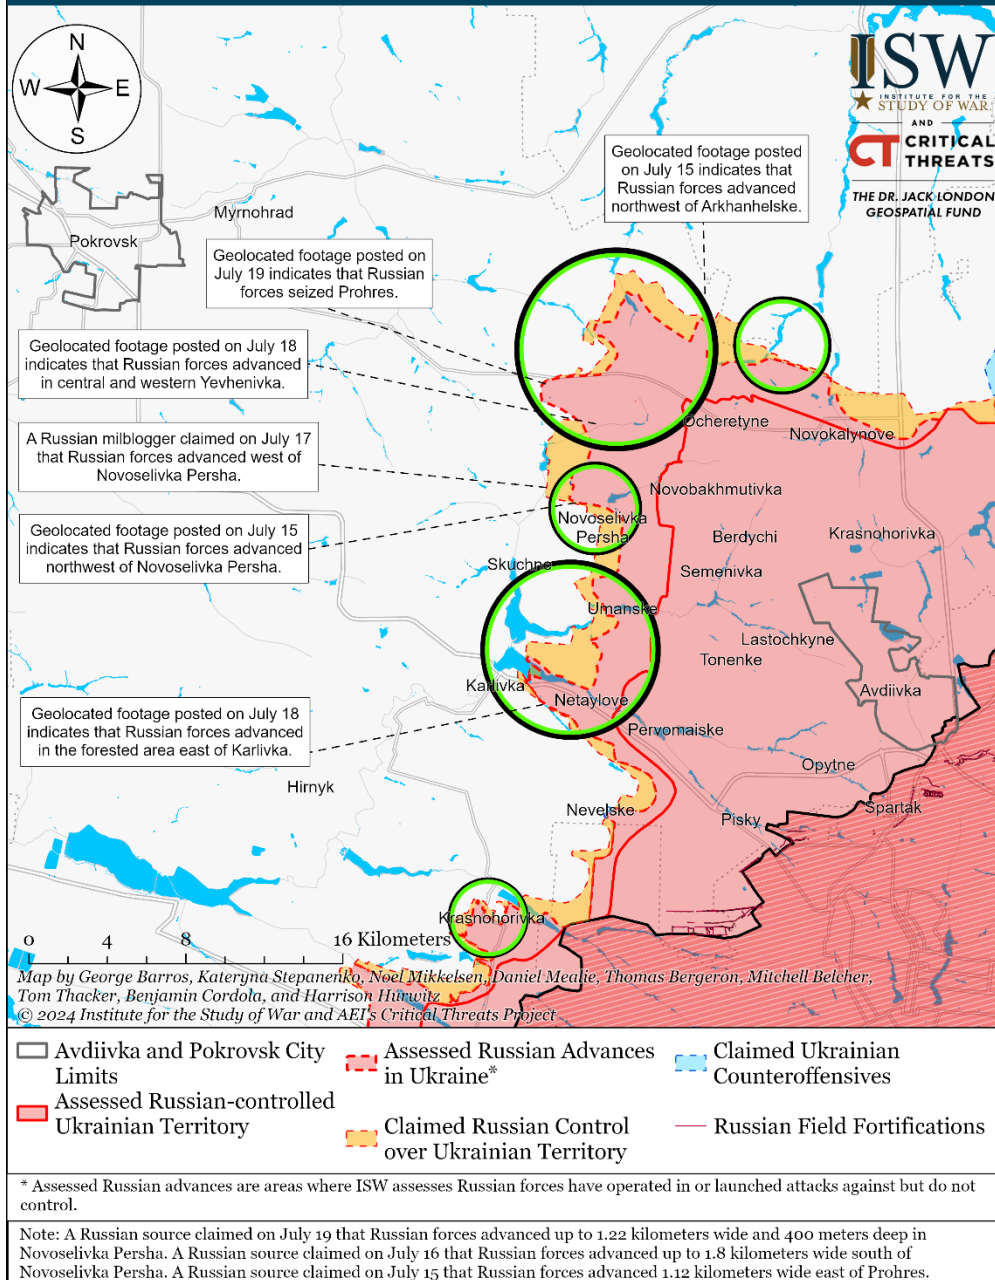 N
W E
S
ISW
INSTITUTE FOR THE
STUDY OF WAR
AND
CT CRITICAL
THREATS
THE DR. JACK LONDON
GEOSPATIAL FUND
Geolocated footage posted
on July 15 indicates that
Russian forces advanced
northwest of Arkhanhelske.
Myrnohrad
Pokrovsk
Geolocated footage posted on
July 19 indicates that Russian
forces seized Prohres.
Geolocated footage posted on July 18
indicates that Russian forces advanced
in central and western Yevhenivka.
Ocheretyne
Novokalynove
A Russian milblogger claimed on July 17
that Russian forces advanced west of
Novoselivka Persha.
Novobakhmutivka
Novoselivka
Persha
Berdychi
Krasnohorivka
Geolocated footage posted on July 15
indicates that Russian forces advanced
northwest of Novoselivka Persha.
Skuchne
Semenivka
Umanske
Lastochkyne
Tonenke
Karlivka
Netaylove
Avdiivka
Geolocated footage posted on July 18
indicates that Russian forces advanced
in the forested area east of Karlivka.
Pervomaiske
Opytne
Hirnyk
Nevelske
Pisky
Spartak
Krasnohorivka
0 4 8 16 Kilometers
Map by George Barros, Kateryna Stepanenko, Noel Mikkelsen, Daniel Mealie, Thomas Bergeron, Mitchell Belcher,
Tom Thacker, Benjamin Cordola, and Harrison Hurwitz
© 2024 Institute for the Study of War and AEI's Critical Threats Project
Avdiivka and Pokrovsk City
Limits
Assessed Russian-controlled
Ukrainian Territory
Assessed Russian Advances
in Ukraine*
Claimed Russian Control
over Ukrainian Territory
Claimed Ukrainian
Counteroffensives
Russian Field Fortifications
* Assessed Russian advances are areas where ISW assesses Russian forces have operated in or launched attacks against but do not
control.
Note: A Russian source claimed on July 19 that Russian forces advanced up to 1.22 kilometers wide and 400 meters deep in
Novoselivka Persha. A Russian source claimed on July 16 that Russian forces advanced up to 1.8 kilometers wide south of
Novoselivka Persha. A Russian source claimed on July 15 that Russian forces advanced 1.12 kilometers wide east of Prohres.